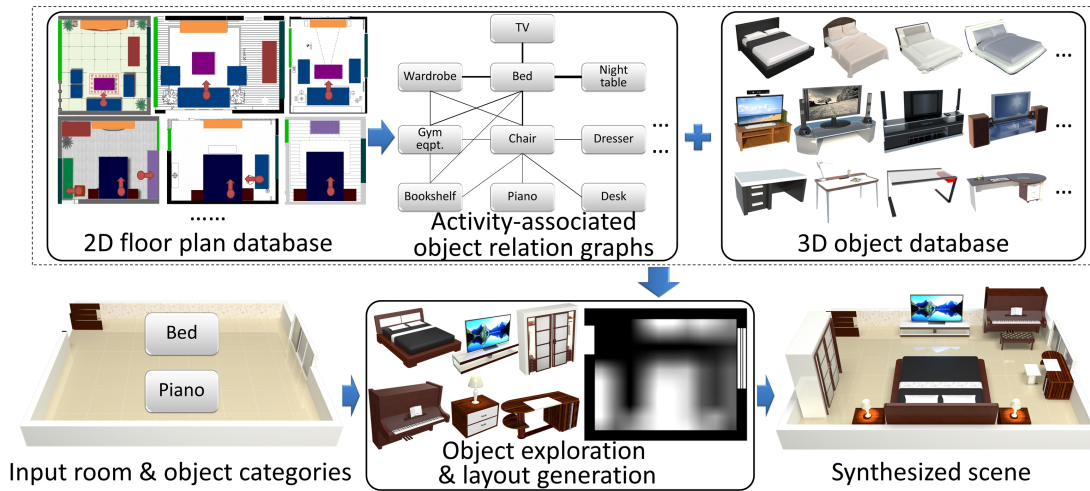 TV
Wardrobe
Bed
Night
table
Gym
eqpt.
Chair
Dresser
...
...
Bookshelf
Piano
Desk
......
2D floor plan database
Activity-associated
object relation graphs
...
...
...
3D object database
Bed
Piano
Input room & object categories
Object exploration
& layout generation
Synthesized scene